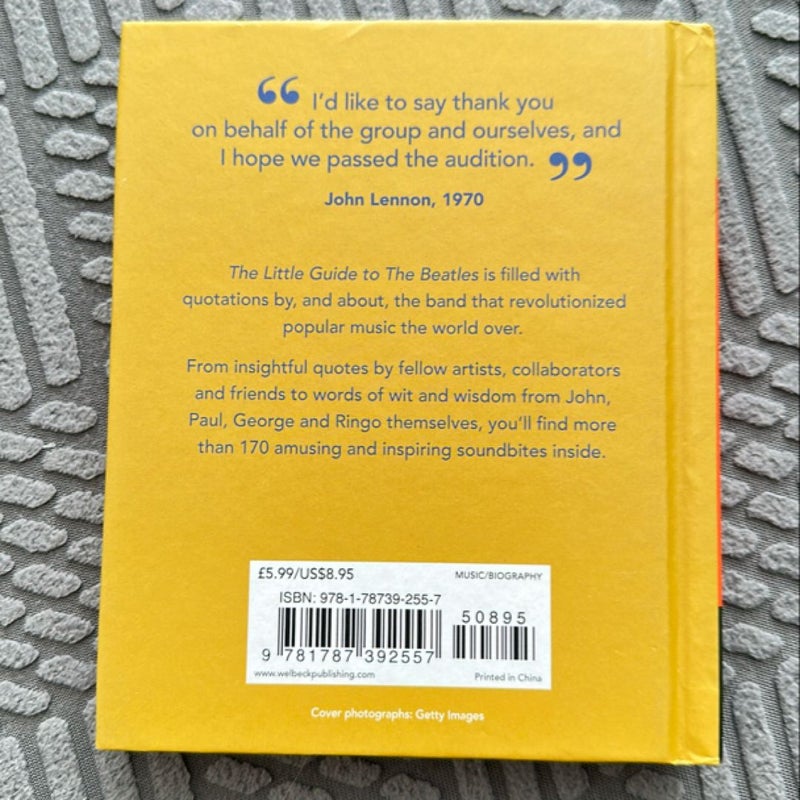 “ I’d like to say thank you
on behalf of the group and ourselves, and
I hope we passed the audition. ”
John Lennon, 1970
The Little Guide to The Beatles is filled with
quotations by, and about, the band that revolutionized
popular music the world over.
From insightful quotes by fellow artists, collaborators
and friends to words of wit and wisdom from John,
Paul, George and Ringo themselves, you’ll find more
than 170 amusing and inspiring soundbites inside.
£5.99/US$8.95 MUSIC/BIOGRAPHY
ISBN: 978-1-78739-255-7
50895
9 781787 392557
www.welbeckpublishing.com Printed in China
Cover photographs: Getty Images